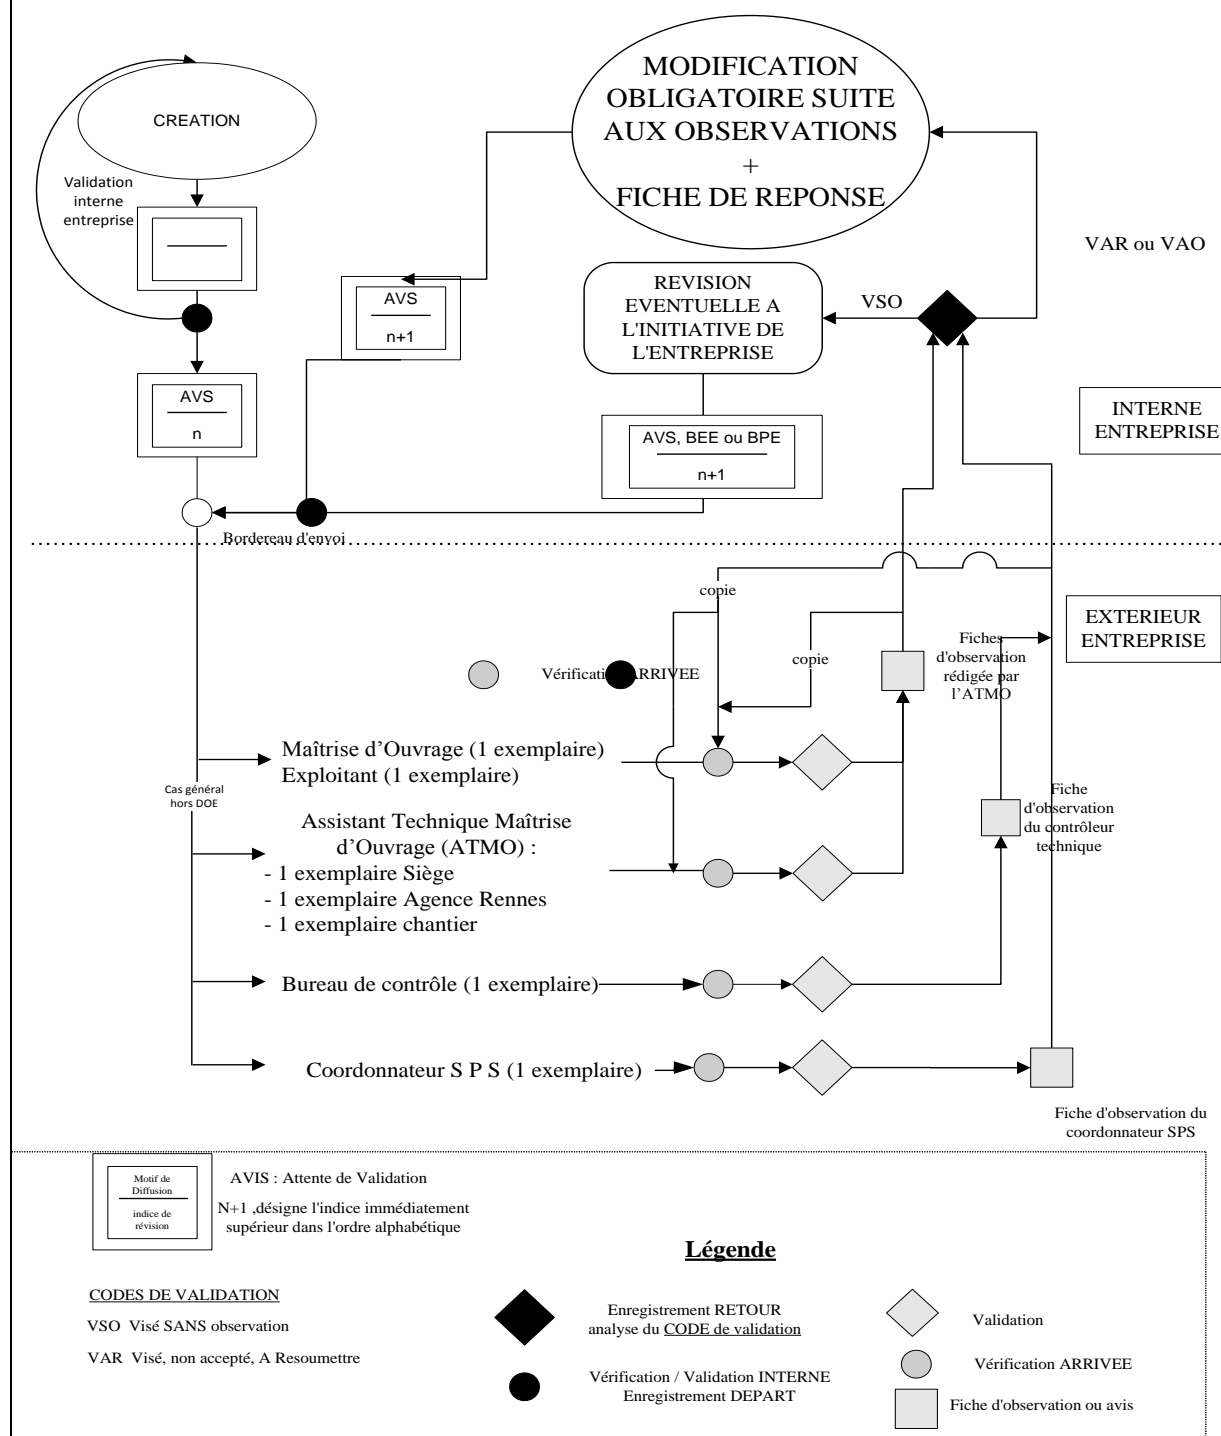 MODIFICATION
OBLIGATOIRE SUITE
AUX OBSERVATIONS
+
FICHE DE REPONSE
CREATION
Validation
interne
entreprise
VAR ou VAO
AVS
n+1
REVISION
EVENTUELLE A
L'INITIATIVE DE
L'ENTREPRISE
VSO
AVS
n
AVS, BEE ou BPE
n+1
INTERNE
ENTREPRISE
Bordereau d'envoi
copie
EXTERIEUR
ENTREPRISE
copie
Fiches
d'observation
rédigée par
l'ATMO
Vérification ARRIVEE
Maîtrise d'Ouvrage (1 exemplaire)
Exploitant (1 exemplaire)
Cas général
hors DOE
Fiche
d'observation
du contrôleur
technique
Assistant Technique Maîtrise
d'Ouvrage (ATMO) :
- 1 exemplaire Siège
- 1 exemplaire Agence Rennes
- 1 exemplaire chantier
Bureau de contrôle (1 exemplaire)
Coordonnateur S P S (1 exemplaire)
Fiche d'observation du
coordonnateur SPS
Motif de
Diffusion
indice de
révision
AVIS : Attente de Validation
N+1 ,désigne l'indice immédiatement
supérieur dans l'ordre alphabétique
Légende
CODES DE VALIDATION
VSO Visé SANS observation
VAR Visé, non accepté, A Resoumettre
Enregistrement RETOUR
analyse du CODE de validation
Vérification / Validation INTERNE
Enregistrement DEPART
Validation
Vérification ARRIVEE
Fiche d'observation ou avis